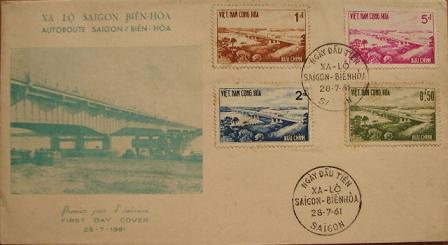 XA LỘ SAIGON BIÊN-HÒA
AUTOROUTE SAIGON/BIÊN-HÒA
Premier jour d'émission
FIRST DAY COVER
28-7-1961
VIỆT NAM CỘNG HÒA
1đ
BƯU CHÍNH
VIỆT NAM CỘNG HÒA
5đ
BƯU CHÍNH
VIỆT NAM CỘNG HÒA
2đ
BƯU CHÍNH
VIỆT NAM CỘNG HÒA
0đ50
BƯU CHÍNH
NGÀY ĐẦU TIÊN
XA-LỘ
SAIGON-BIÊNHÒA
28-7-61
SAIGON
NGÀY ĐẦU TIÊN
XA-LỘ
SAIGON-BIÊNHÒA
28-7-61
SAIGON